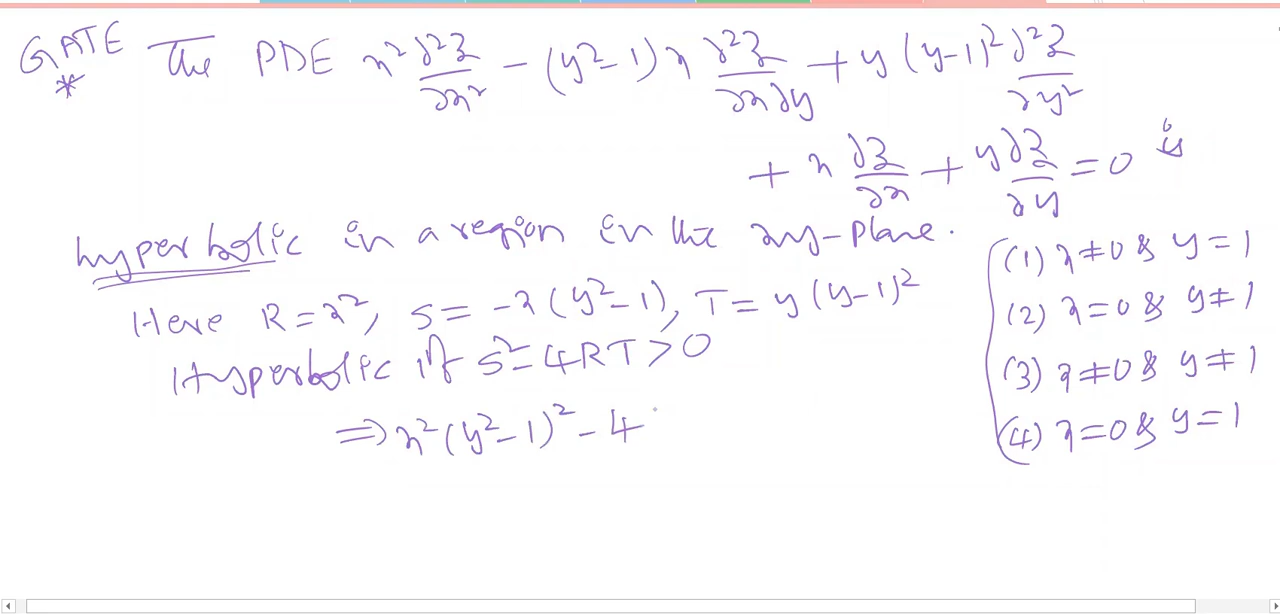 GATE * The PDE x² ∂²z/∂x² − (y²−1)x ∂²z/∂x∂y + y(y−1)² ∂²z/∂y²
+ x ∂z/∂x + y ∂z/∂y = 0 is
hyperbolic in a region in the xy-plane.
Here R = x², S = −x(y²−1), T = y(y−1)²
Hyperbolic if S²−4RT > 0
⇒ x²(y²−1)² − 4
(1) x≠0 & y=1
(2) x=0 & y≠1
(3) x≠0 & y≠1
(4) x=0 & y=1